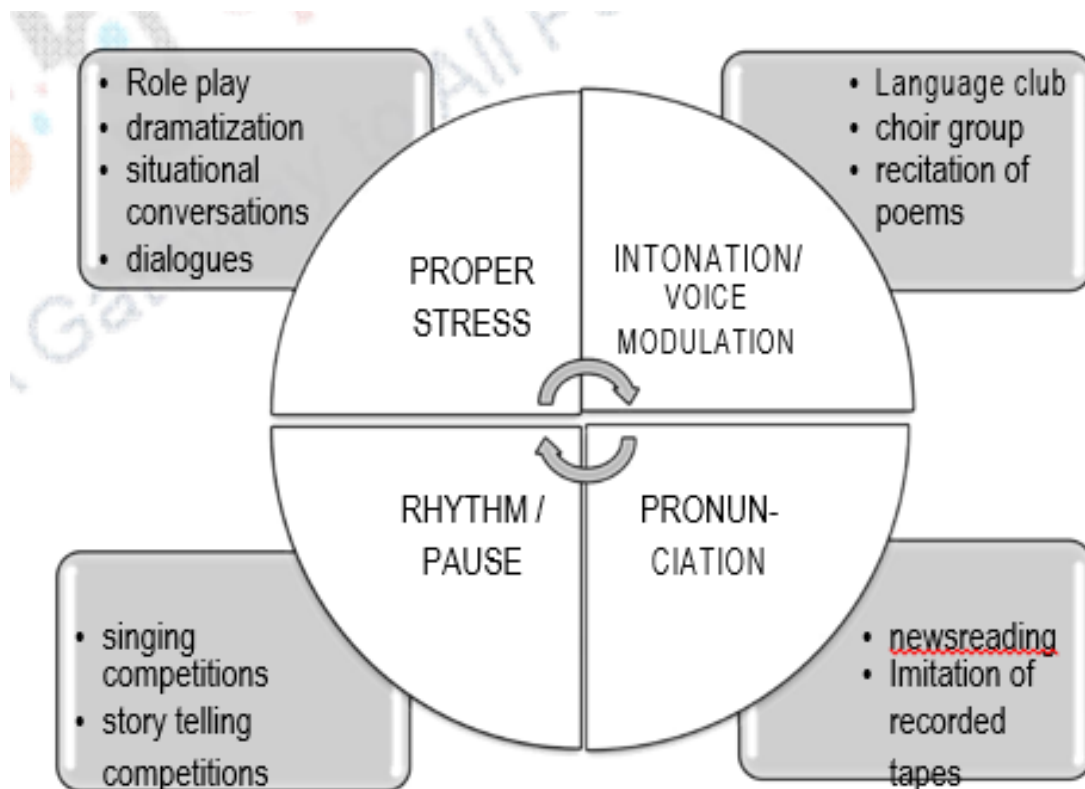 • Role play
• dramatization
• situational
conversations
• dialogues
• Language club
• choir group
• recitation of
poems
PROPER
STRESS
INTONATION/
VOICE
MODULATION
RHYTHM /
PAUSE
PRONUN-
CIATION
• singing
competitions
• story telling
competitions
• newsreading
• Imitation of
recorded
tapes